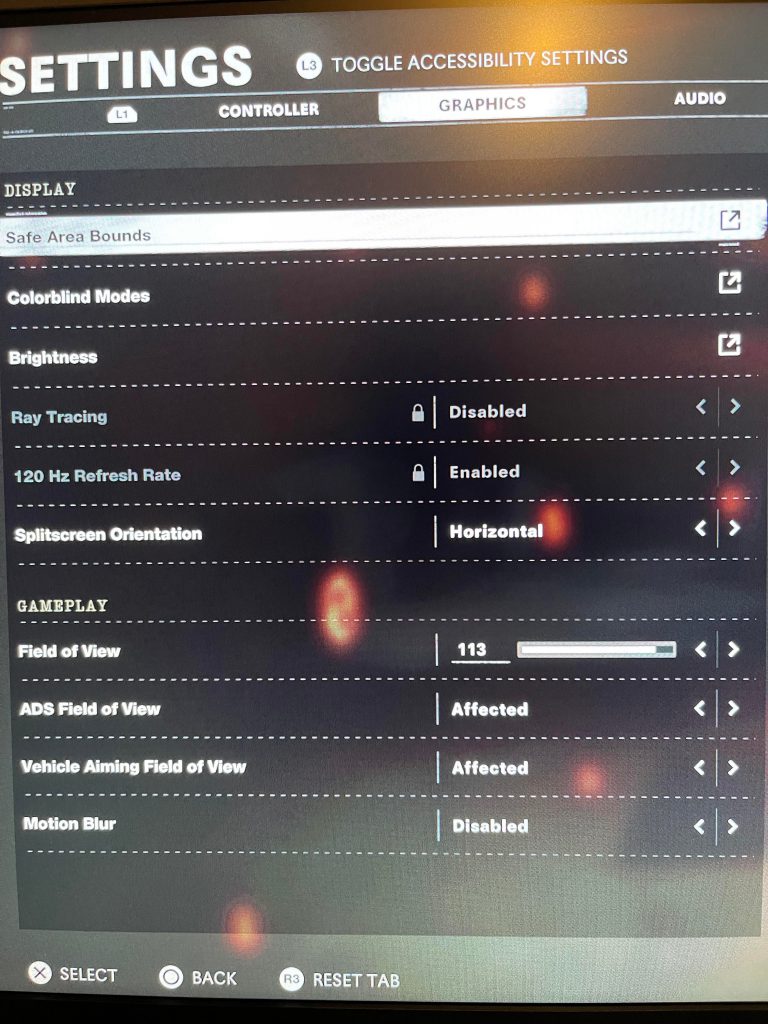 SETTINGS L3 TOGGLE ACCESSIBILITY SETTINGS
L1 CONTROLLER GRAPHICS AUDIO
DISPLAY
Safe Area Bounds
Colorblind Modes
Brightness
Ray Tracing Disabled
120 Hz Refresh Rate Enabled
Splitscreen Orientation Horizontal
GAMEPLAY
Field of View 113
ADS Field of View Affected
Vehicle Aiming Field of View Affected
Motion Blur Disabled
SELECT BACK R3 RESET TAB